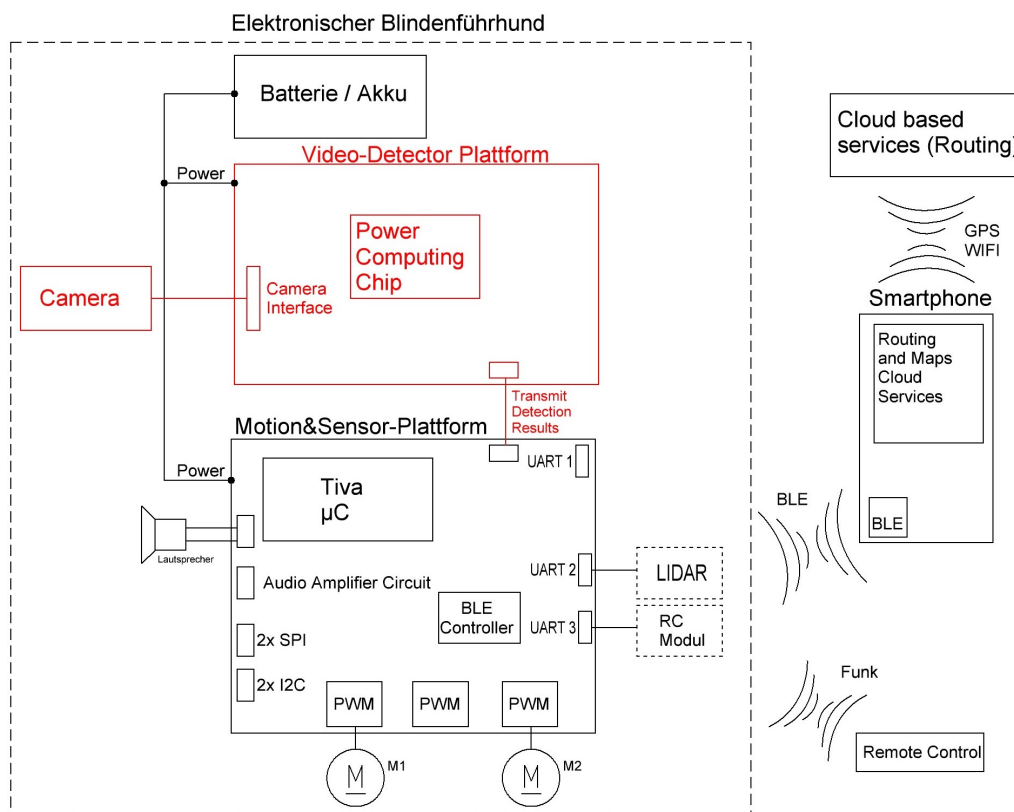 Elektronischer Blindenführhund
Batterie / Akku
Video-Detector Plattform
Power
Power
Computing
Chip
Camera
Camera
Interface
Transmit
Detection
Results
Motion&Sensor-Plattform
Power
Tiva
µC
UART 1
Lautsprecher
Audio Amplifier Circuit
UART 2
LIDAR
BLE
Controller
UART 3
RC
Modul
2x SPI
2x I2C
PWM
PWM
PWM
M
M1
M
M2
Cloud based
services (Routing)
GPS
WIFI
Smartphone
Routing
and Maps
Cloud
Services
BLE
BLE
Funk
Remote Control